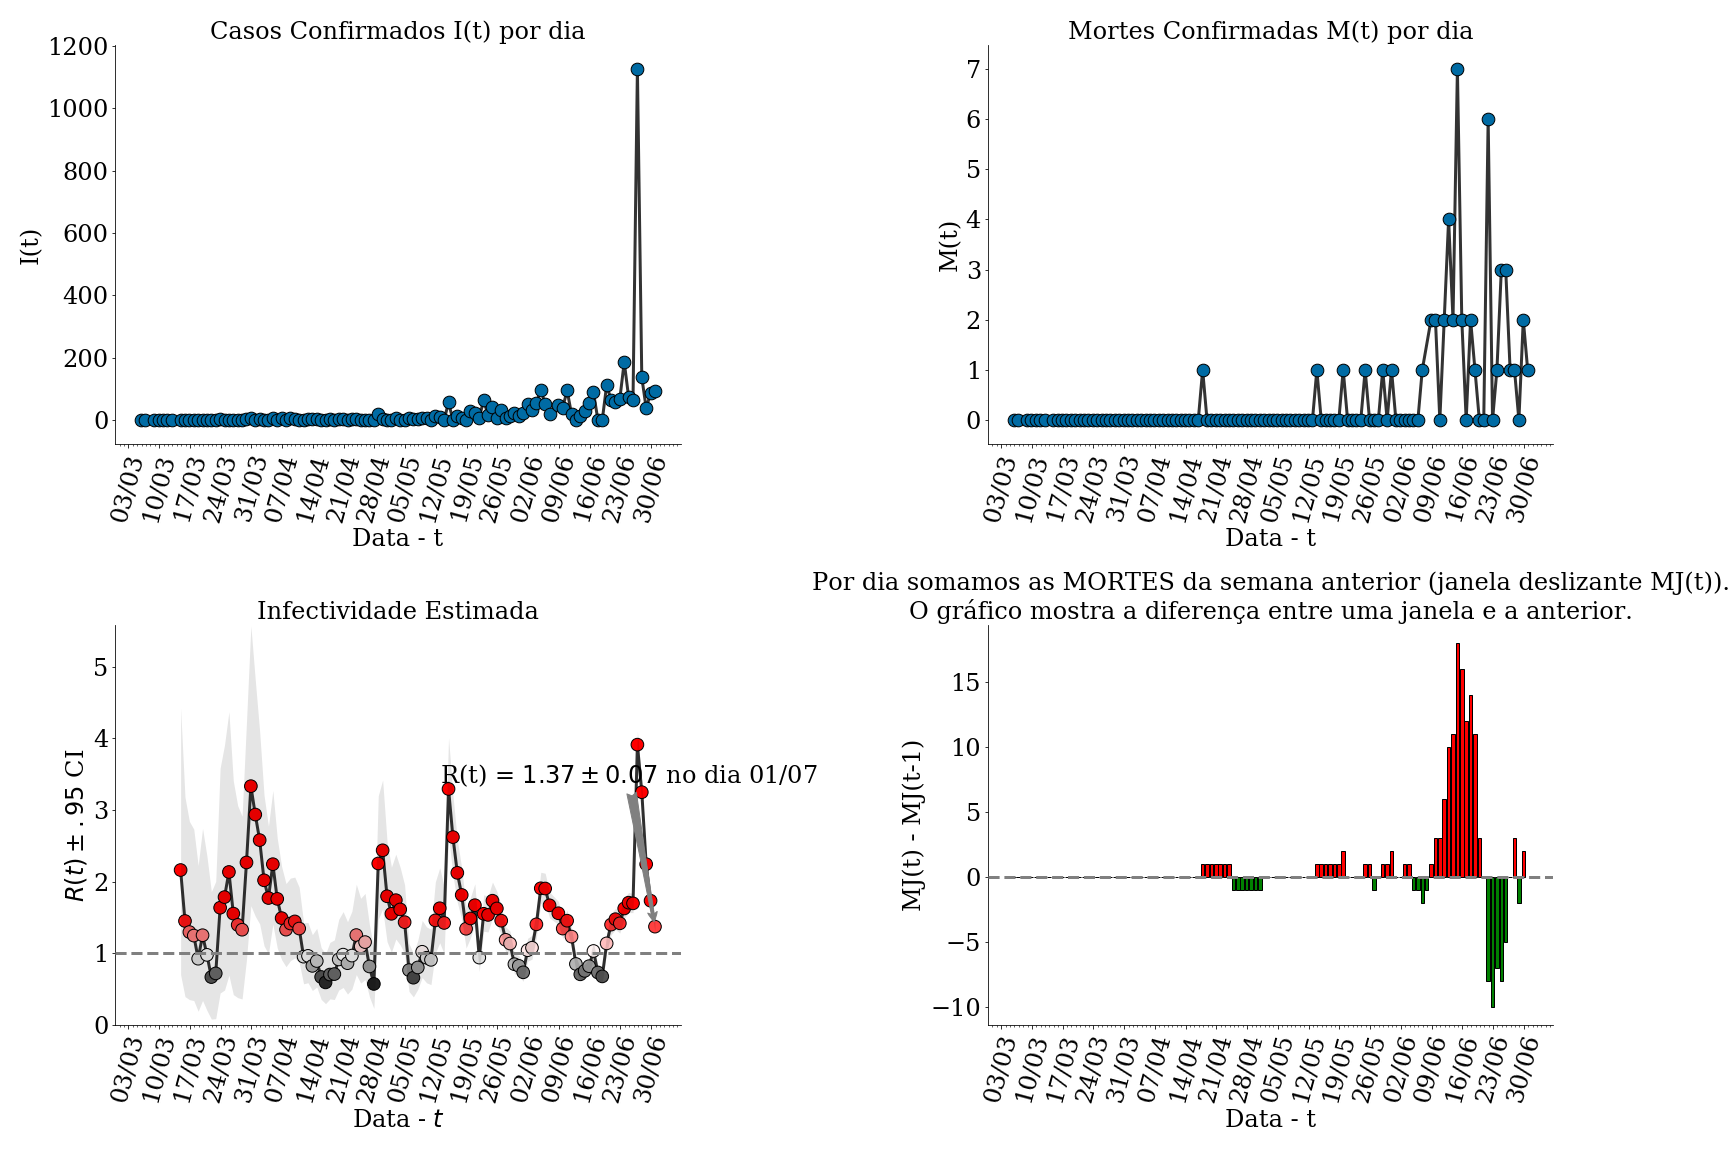 Casos Confirmados I(t) por dia
1200
1000
800
600
400
200
0
I(t)
03/03 10/03 17/03 24/03 31/03 07/04 14/04 21/04 28/04 05/05 12/05 19/05 26/05 02/06 09/06 16/06 23/06 30/06
Data - t
Mortes Confirmadas M(t) por dia
7
6
5
4
3
2
1
0
M(t)
03/03 10/03 17/03 24/03 31/03 07/04 14/04 21/04 28/04 05/05 12/05 19/05 26/05 02/06 09/06 16/06 23/06 30/06
Data - t
Infectividade Estimada
5
4
3
2
1
0
R(t) ± .95 CI
R(t) = 1.37 ± 0.07 no dia 01/07
03/03 10/03 17/03 24/03 31/03 07/04 14/04 21/04 28/04 05/05 12/05 19/05 26/05 02/06 09/06 16/06 23/06 30/06
Data - t
Por dia somamos as MORTES da semana anterior (janela deslizante MJ(t)).
O gráfico mostra a diferença entre uma janela e a anterior.
15
10
5
0
−5
−10
MJ(t) - MJ(t-1)
03/03 10/03 17/03 24/03 31/03 07/04 14/04 21/04 28/04 05/05 12/05 19/05 26/05 02/06 09/06 16/06 23/06 30/06
Data - t